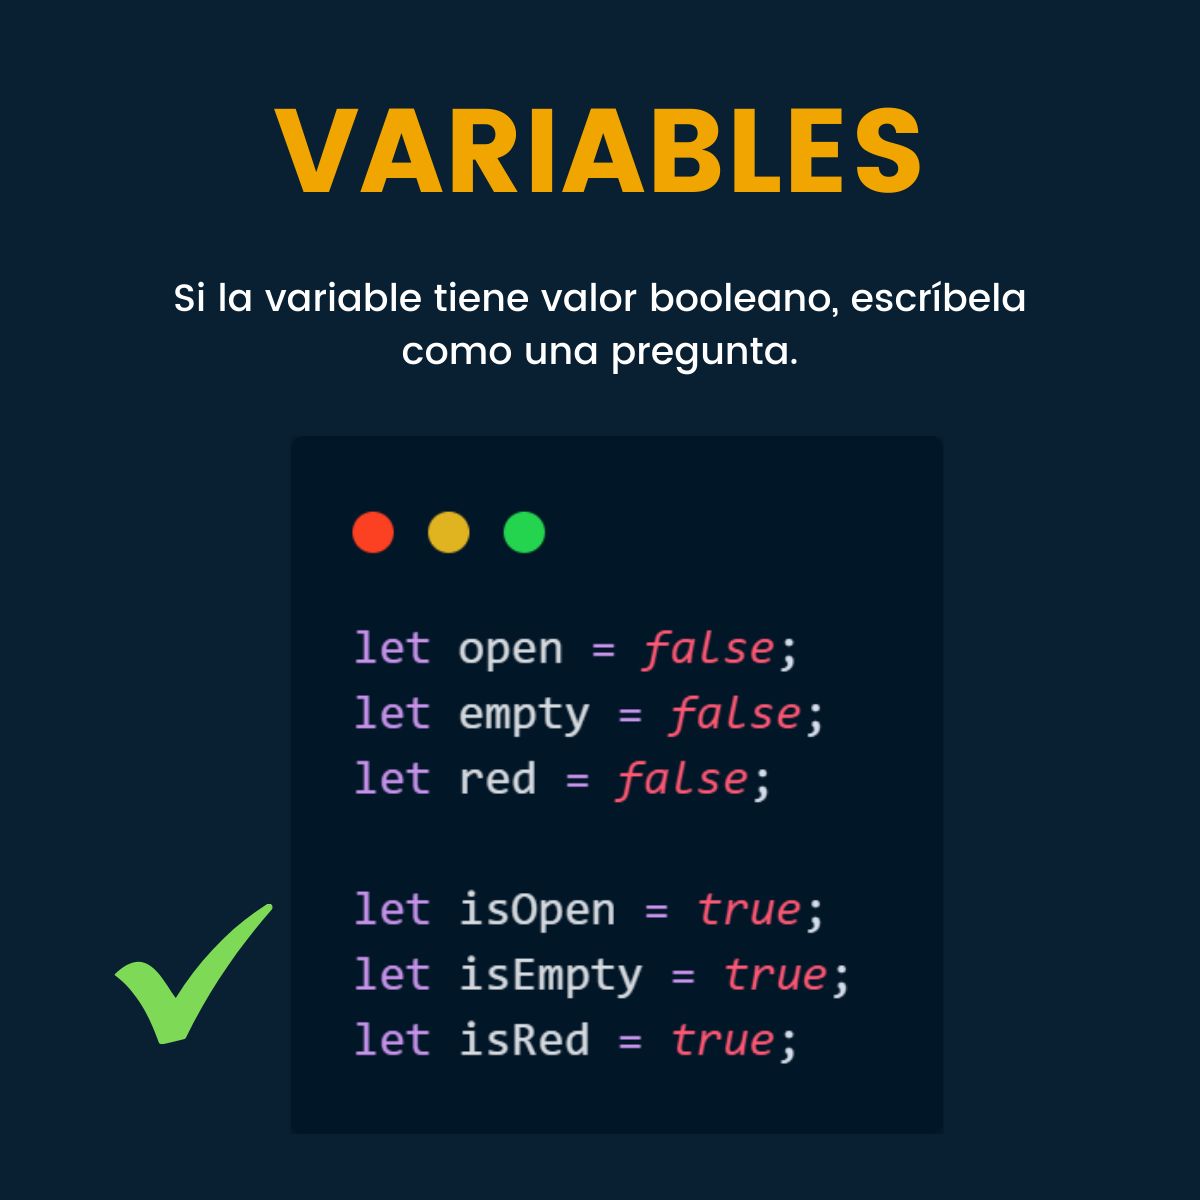 VARIABLES
Si la variable tiene valor booleano, escríbela
como una pregunta.
let open = false;
let empty = false;
let red = false;
let isOpen = true;
let isEmpty = true;
let isRed = true;